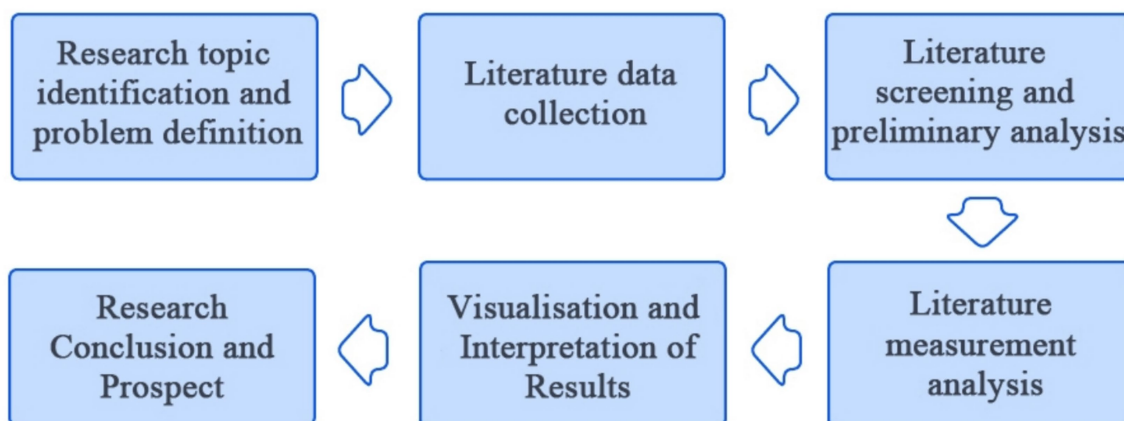 Research topic
identification and
problem definition
Literature data
collection
Literature
screening and
preliminary analysis
Literature
measurement
analysis
Visualisation and
Interpretation of
Results
Research
Conclusion and
Prospect